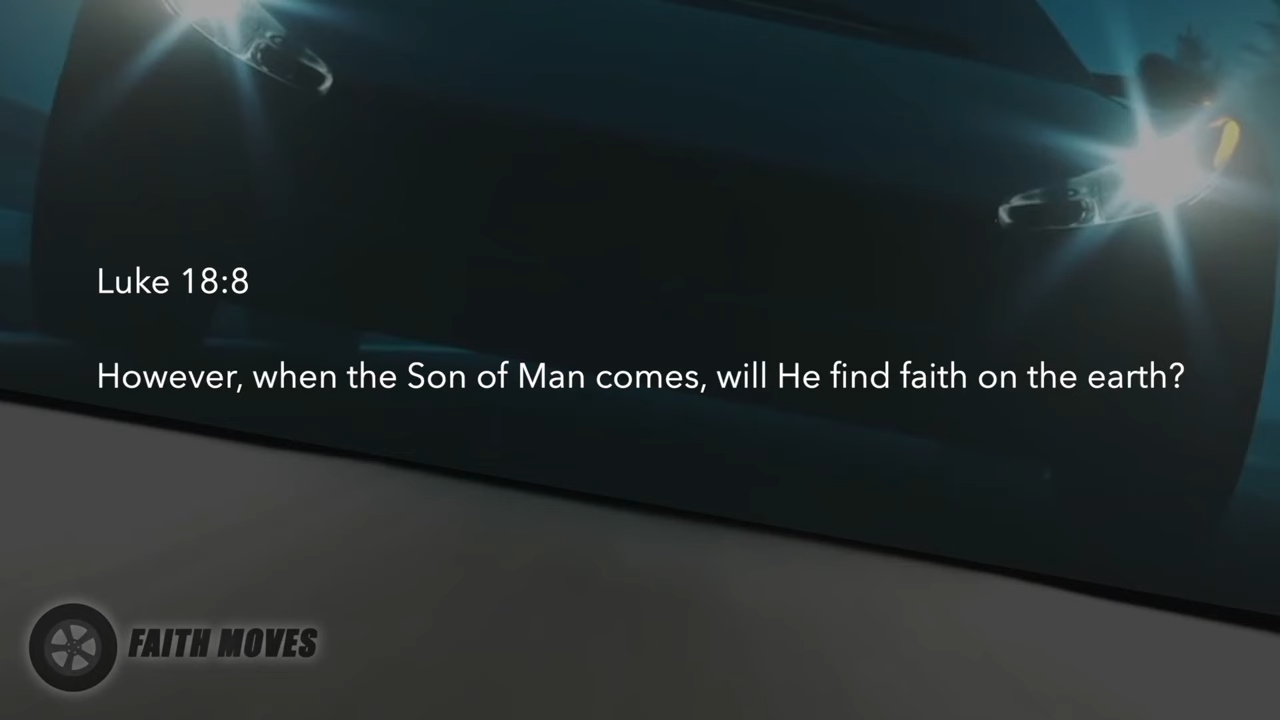 Luke 18:8
However, when the Son of Man comes, will He find faith on the earth?
FAITH MOVES